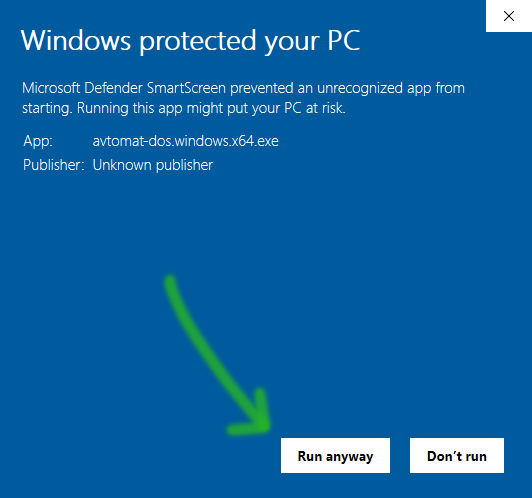 Windows protected your PC
Microsoft Defender SmartScreen prevented an unrecognized app from
starting. Running this app might put your PC at risk.
App: avtomat-dos.windows.x64.exe
Publisher: Unknown publisher
Run anyway Don’t run